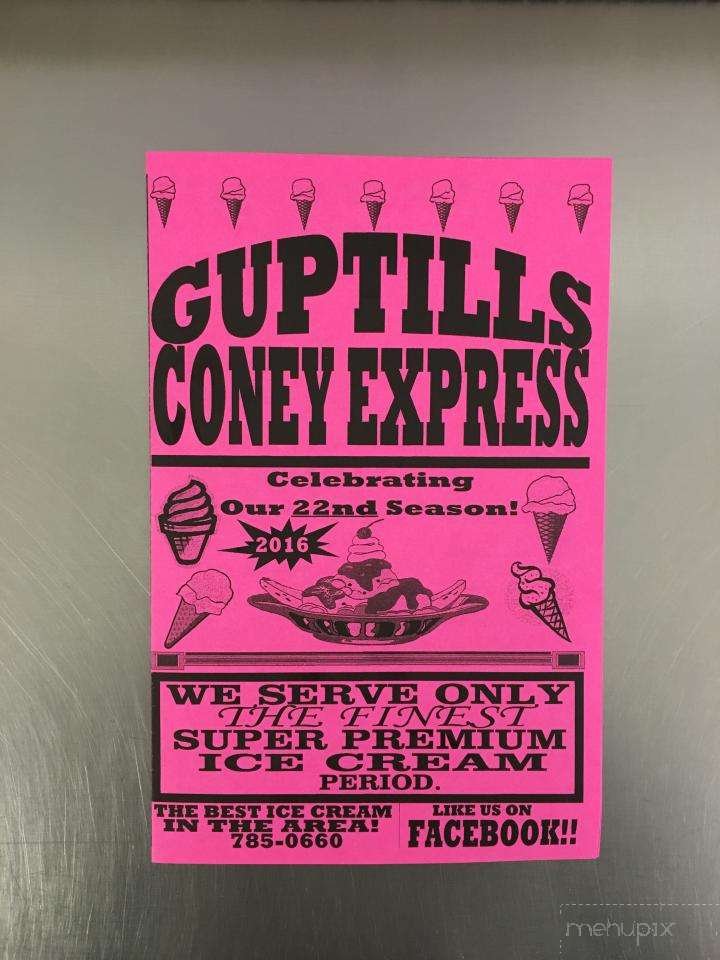 GUPTILLS
CONEY EXPRESS
Celebrating
Our 22nd Season!
2016
WE SERVE ONLY
THE FINEST
SUPER PREMIUM
ICE CREAM
PERIOD.
THE BEST ICE CREAM
IN THE AREA!
785-0660
LIKE US ON
FACEBOOK!!
menupix